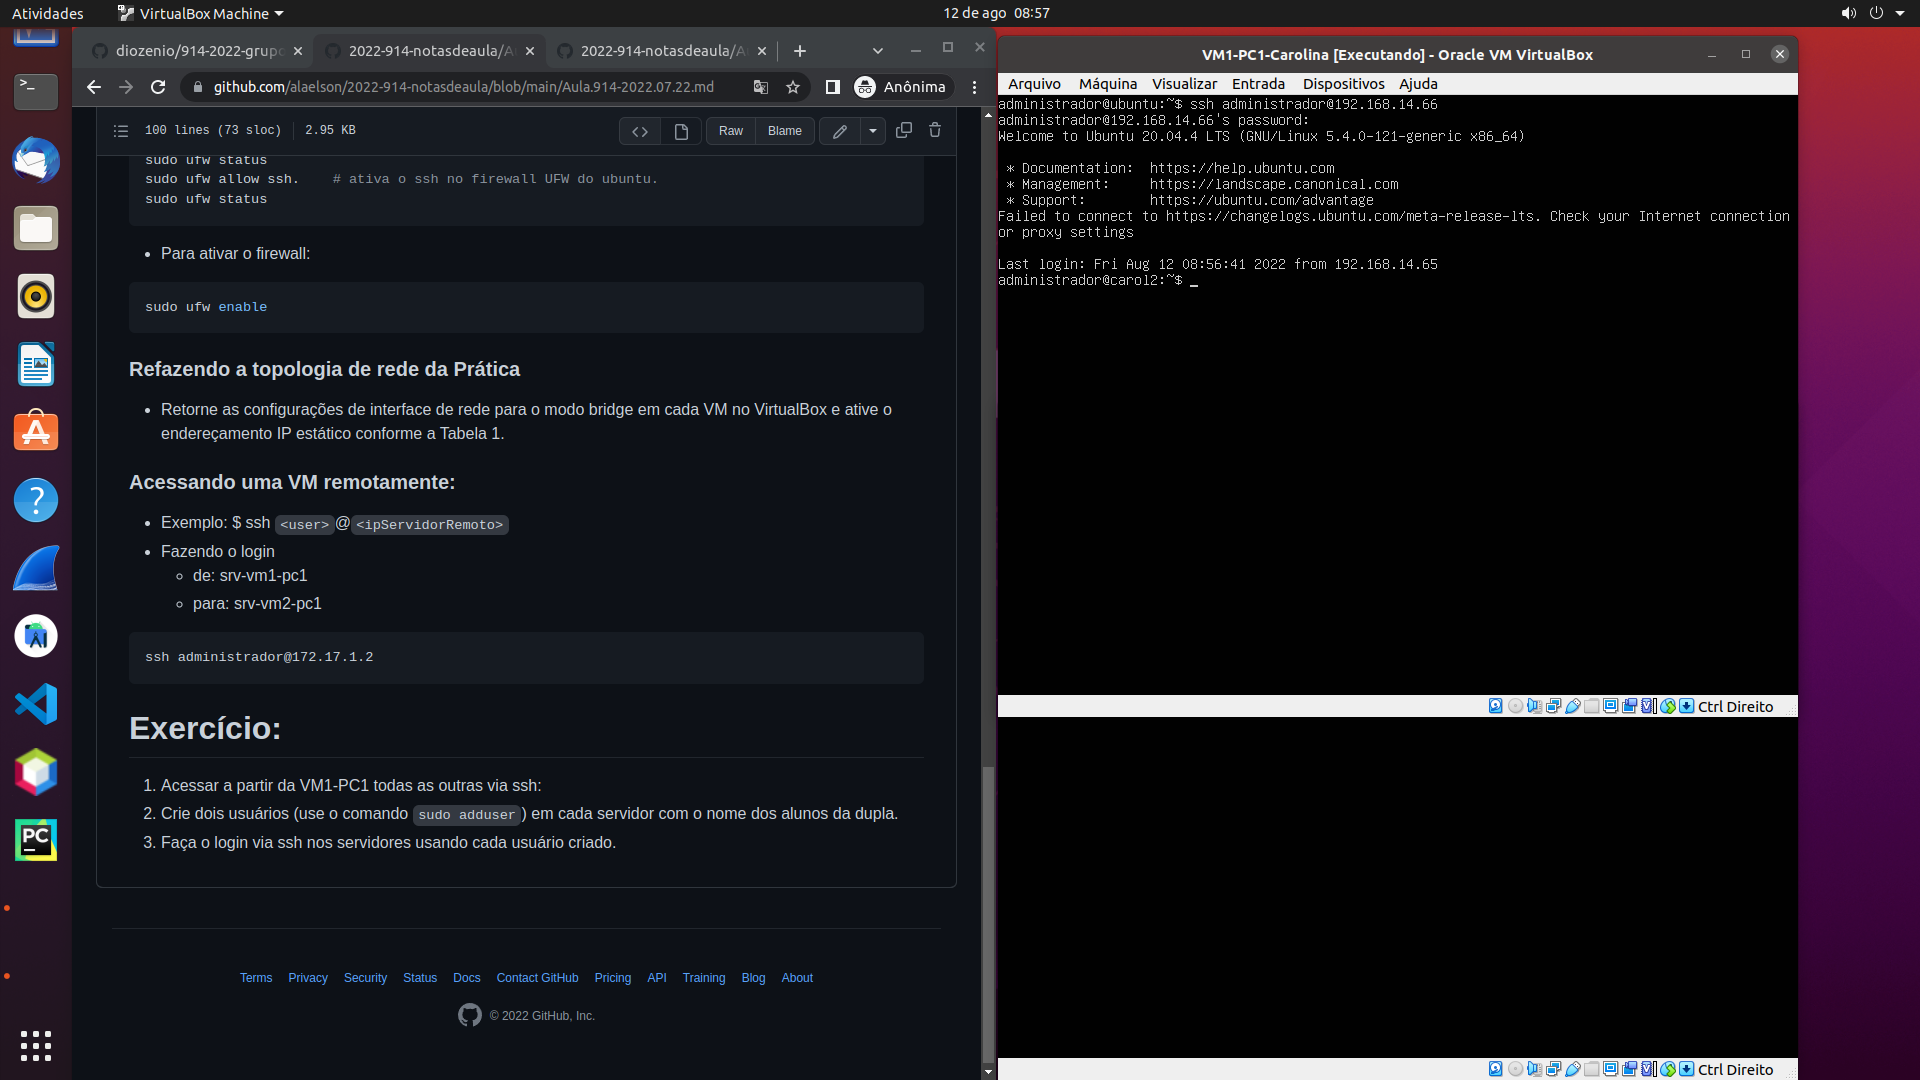 Atividades
VirtualBox Machine
12 de ago 08:57
diozenio/914-2022-grupo
2022-914-notasdeaula/A
2022-914-notasdeaula/A
github.com/alaelson/2022-914-notasdeaula/blob/main/Aula.914-2022.07.22.md
Anônima
100 lines (73 sloc)
2.95 KB
Raw
Blame
sudo ufw status
sudo ufw allow ssh.    # ativa o ssh no firewall UFW do ubuntu.
sudo ufw status
• Para ativar o firewall:
sudo ufw enable
Refazendo a topologia de rede da Prática
• Retorne as configurações de interface de rede para o modo bridge em cada VM no VirtualBox e ative o
endereçamento IP estático conforme a Tabela 1.
Acessando uma VM remotamente:
• Exemplo: $ ssh <user>@<ipServidorRemoto>
• Fazendo o login
◦ de: srv-vm1-pc1
◦ para: srv-vm2-pc1
ssh administrador@172.17.1.2
Exercício:
1. Acessar a partir da VM1-PC1 todas as outras via ssh:
2. Crie dois usuários (use o comando sudo adduser) em cada servidor com o nome dos alunos da dupla.
3. Faça o login via ssh nos servidores usando cada usuário criado.
Terms
Privacy
Security
Status
Docs
Contact GitHub
Pricing
API
Training
Blog
About
© 2022 GitHub, Inc.
VM1-PC1-Carolina [Executando] - Oracle VM VirtualBox
Arquivo
Máquina
Visualizar
Entrada
Dispositivos
Ajuda
administrador@ubuntu:~$ ssh administrador@192.168.14.66
administrador@192.168.14.66's password:
Welcome to Ubuntu 20.04.4 LTS (GNU/Linux 5.4.0-121-generic x86_64)
* Documentation:  https://help.ubuntu.com
* Management:     https://landscape.canonical.com
* Support:        https://ubuntu.com/advantage
Failed to connect to https://changelogs.ubuntu.com/meta-release-lts. Check your Internet connection
or proxy settings
Last login: Fri Aug 12 08:56:41 2022 from 192.168.14.65
administrador@carol2:~$ _
Ctrl Direito
Ctrl Direito
PC